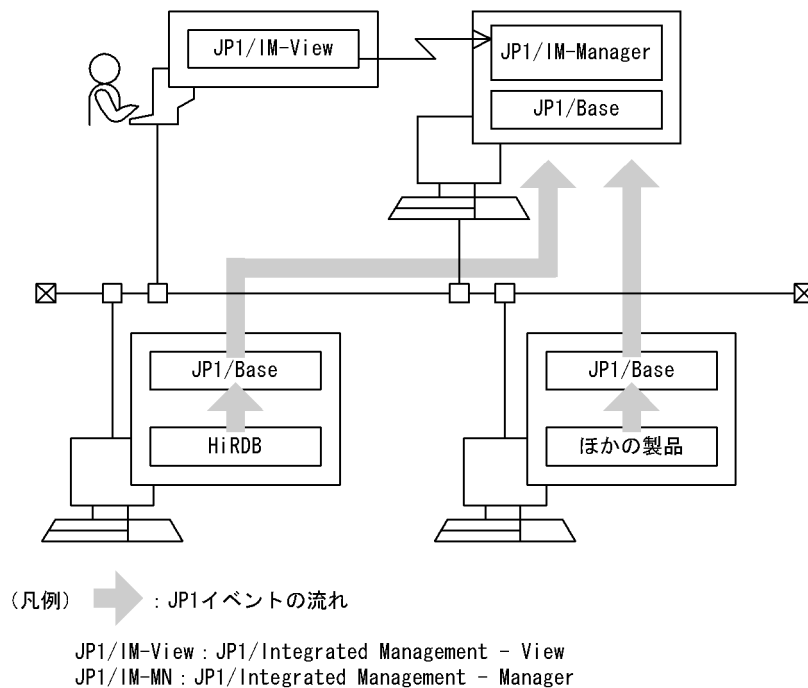 JP1/IM-View
JP1/IM-Manager
JP1/Base
JP1/Base
JP1/Base
HiRDB
ほかの製品
(凡例) : JP1イベントの流れ
JP1/IM-View : JP1/Integrated Management - View
JP1/IM-MN : JP1/Integrated Management - Manager